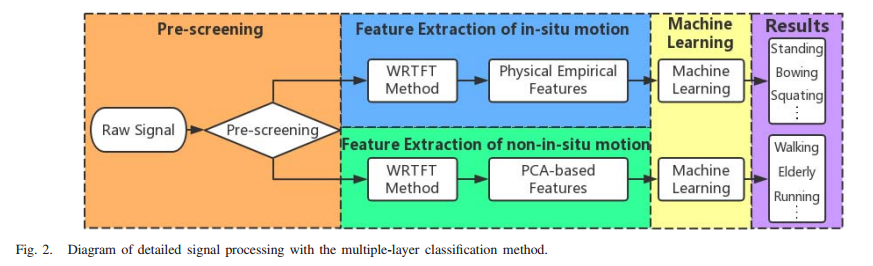 Pre-screening
Feature Extraction of in-situ motion
Machine
Learning
Results
Raw Signal
Pre-screening
WRTFT
Method
Physical Empirical
Features
Machine
Learning
Standing
Bowing
Squating
⋮
Feature Extraction of non-in-situ motion
WRTFT
Method
PCA-based
Features
Machine
Learning
Walking
Elderly
Running
⋮
Fig. 2. Diagram of detailed signal processing with the multiple-layer classification method.